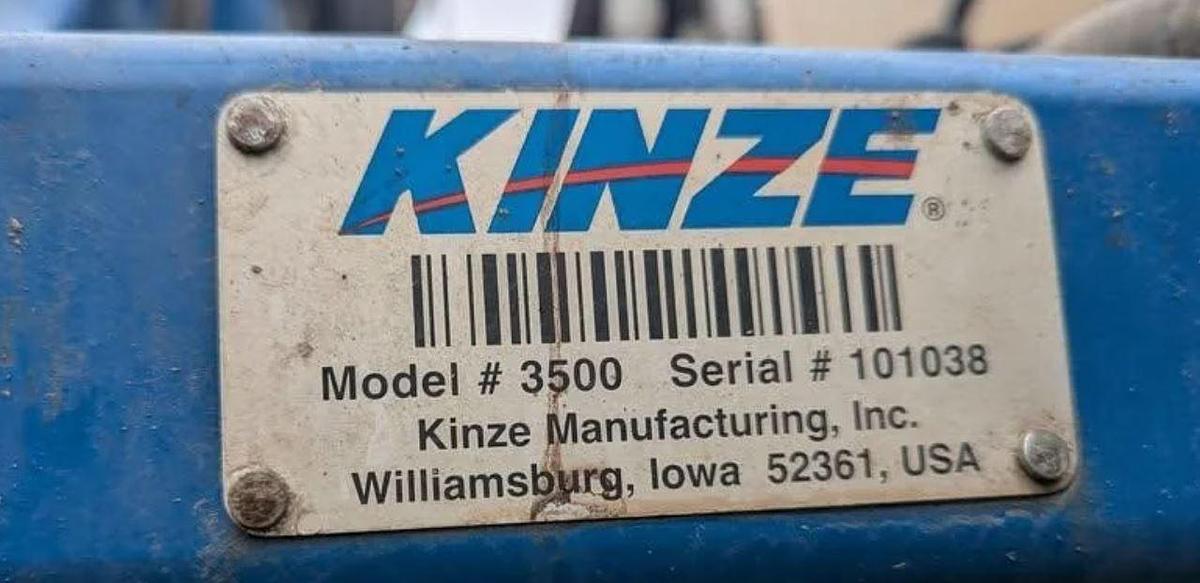 KINZE®
Model # 3500 Serial # 101038
Kinze Manufacturing, Inc.
Williamsburg, Iowa 52361, USA